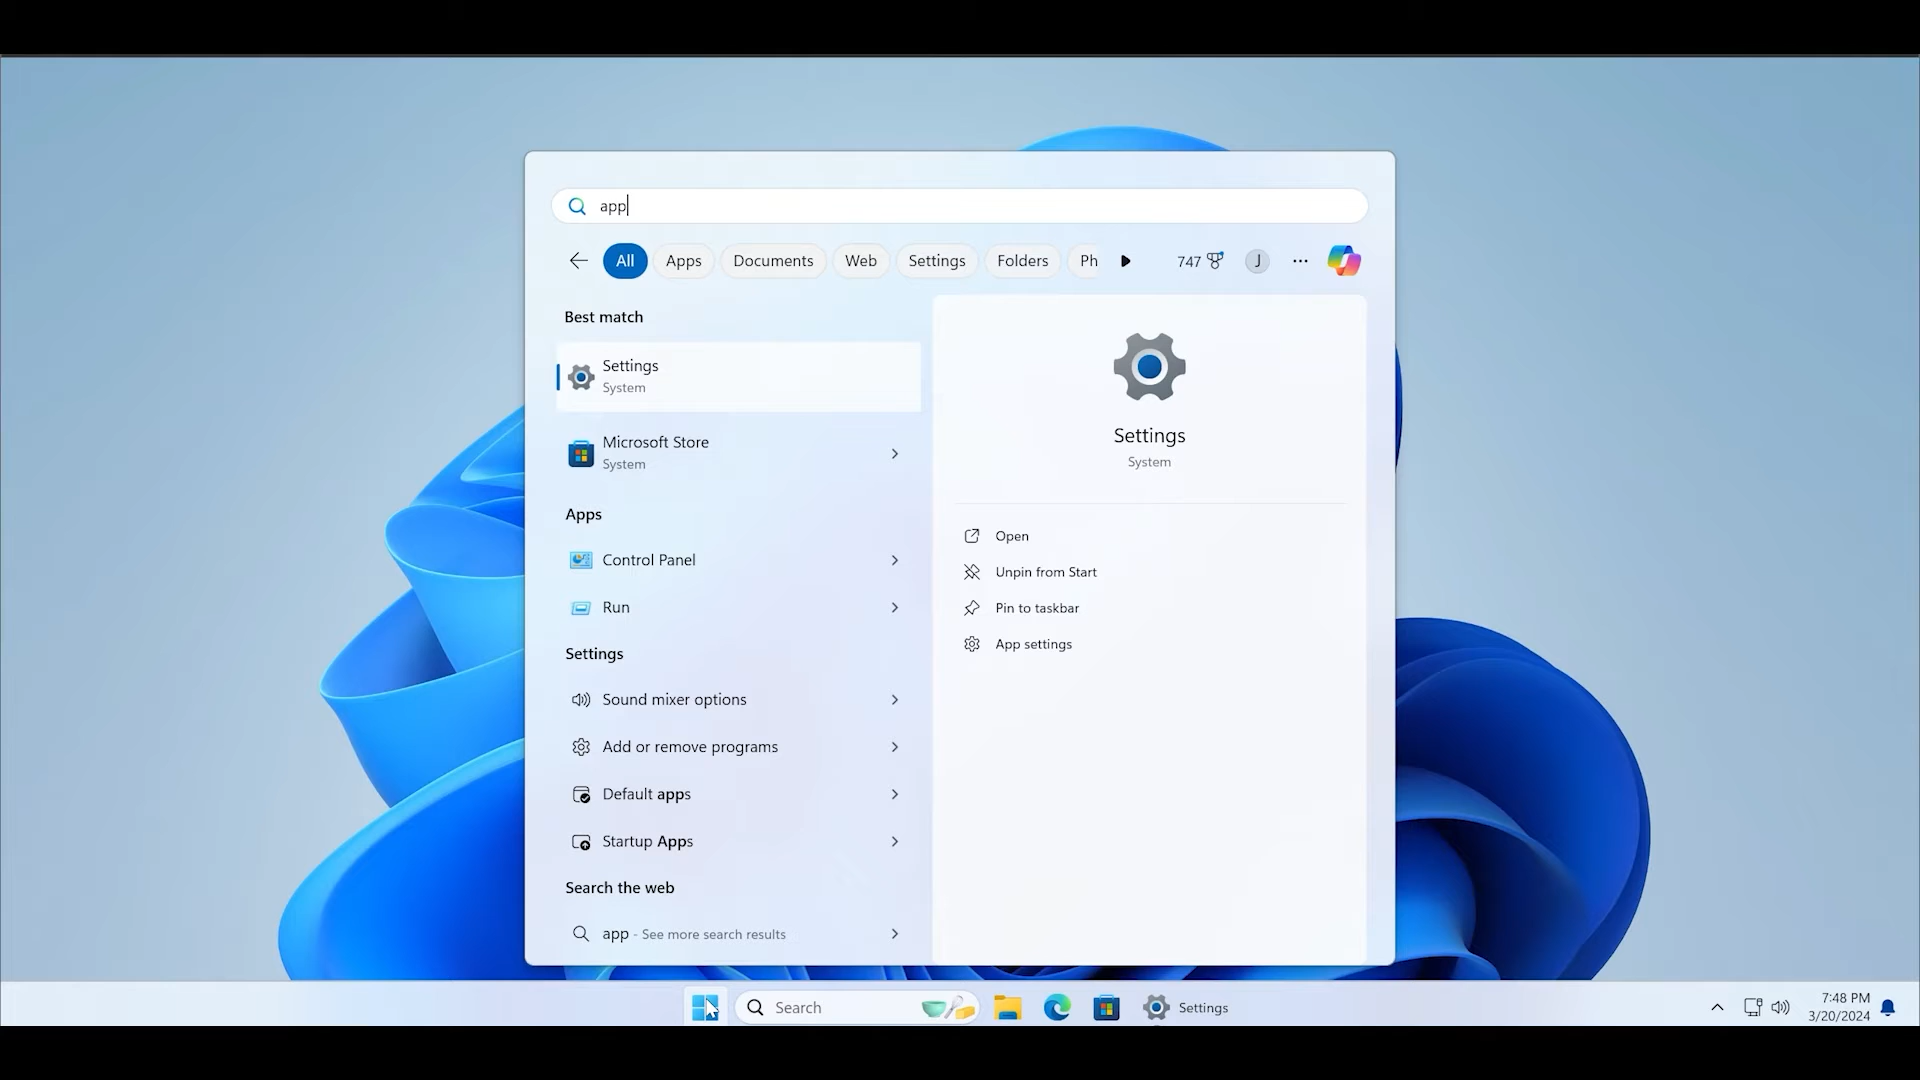 app
All
Apps
Documents
Web
Settings
Folders
Ph
747
J
Best match
Settings
System
Microsoft Store
System
Apps
Control Panel
Run
Settings
Sound mixer options
Add or remove programs
Default apps
Startup Apps
Search the web
app - See more search results
Settings
System
Open
Unpin from Start
Pin to taskbar
App settings
Search
Settings
7:48 PM
3/20/2024